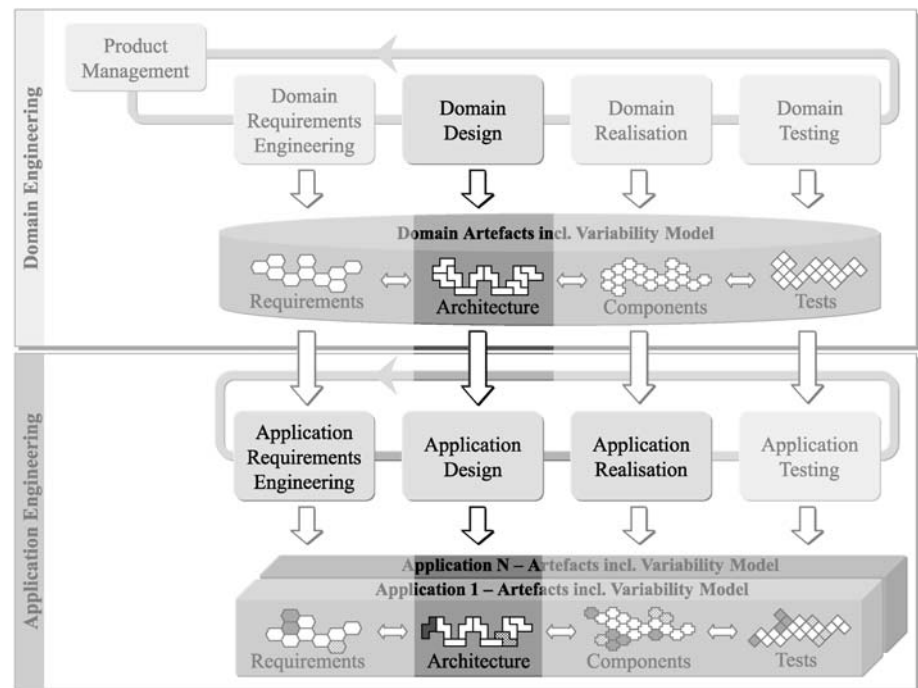 Domain Engineering
Product
Management
Domain
Requirements
Engineering
Domain
Design
Domain
Realisation
Domain
Testing
Domain Artefacts incl. Variability Model
Requirements
Architecture
Components
Tests
Application Engineering
Application
Requirements
Engineering
Application
Design
Application
Realisation
Application
Testing
Application N – Artefacts incl. Variability Model
Application 1 – Artefacts incl. Variability Model
Requirements
Architecture
Components
Tests